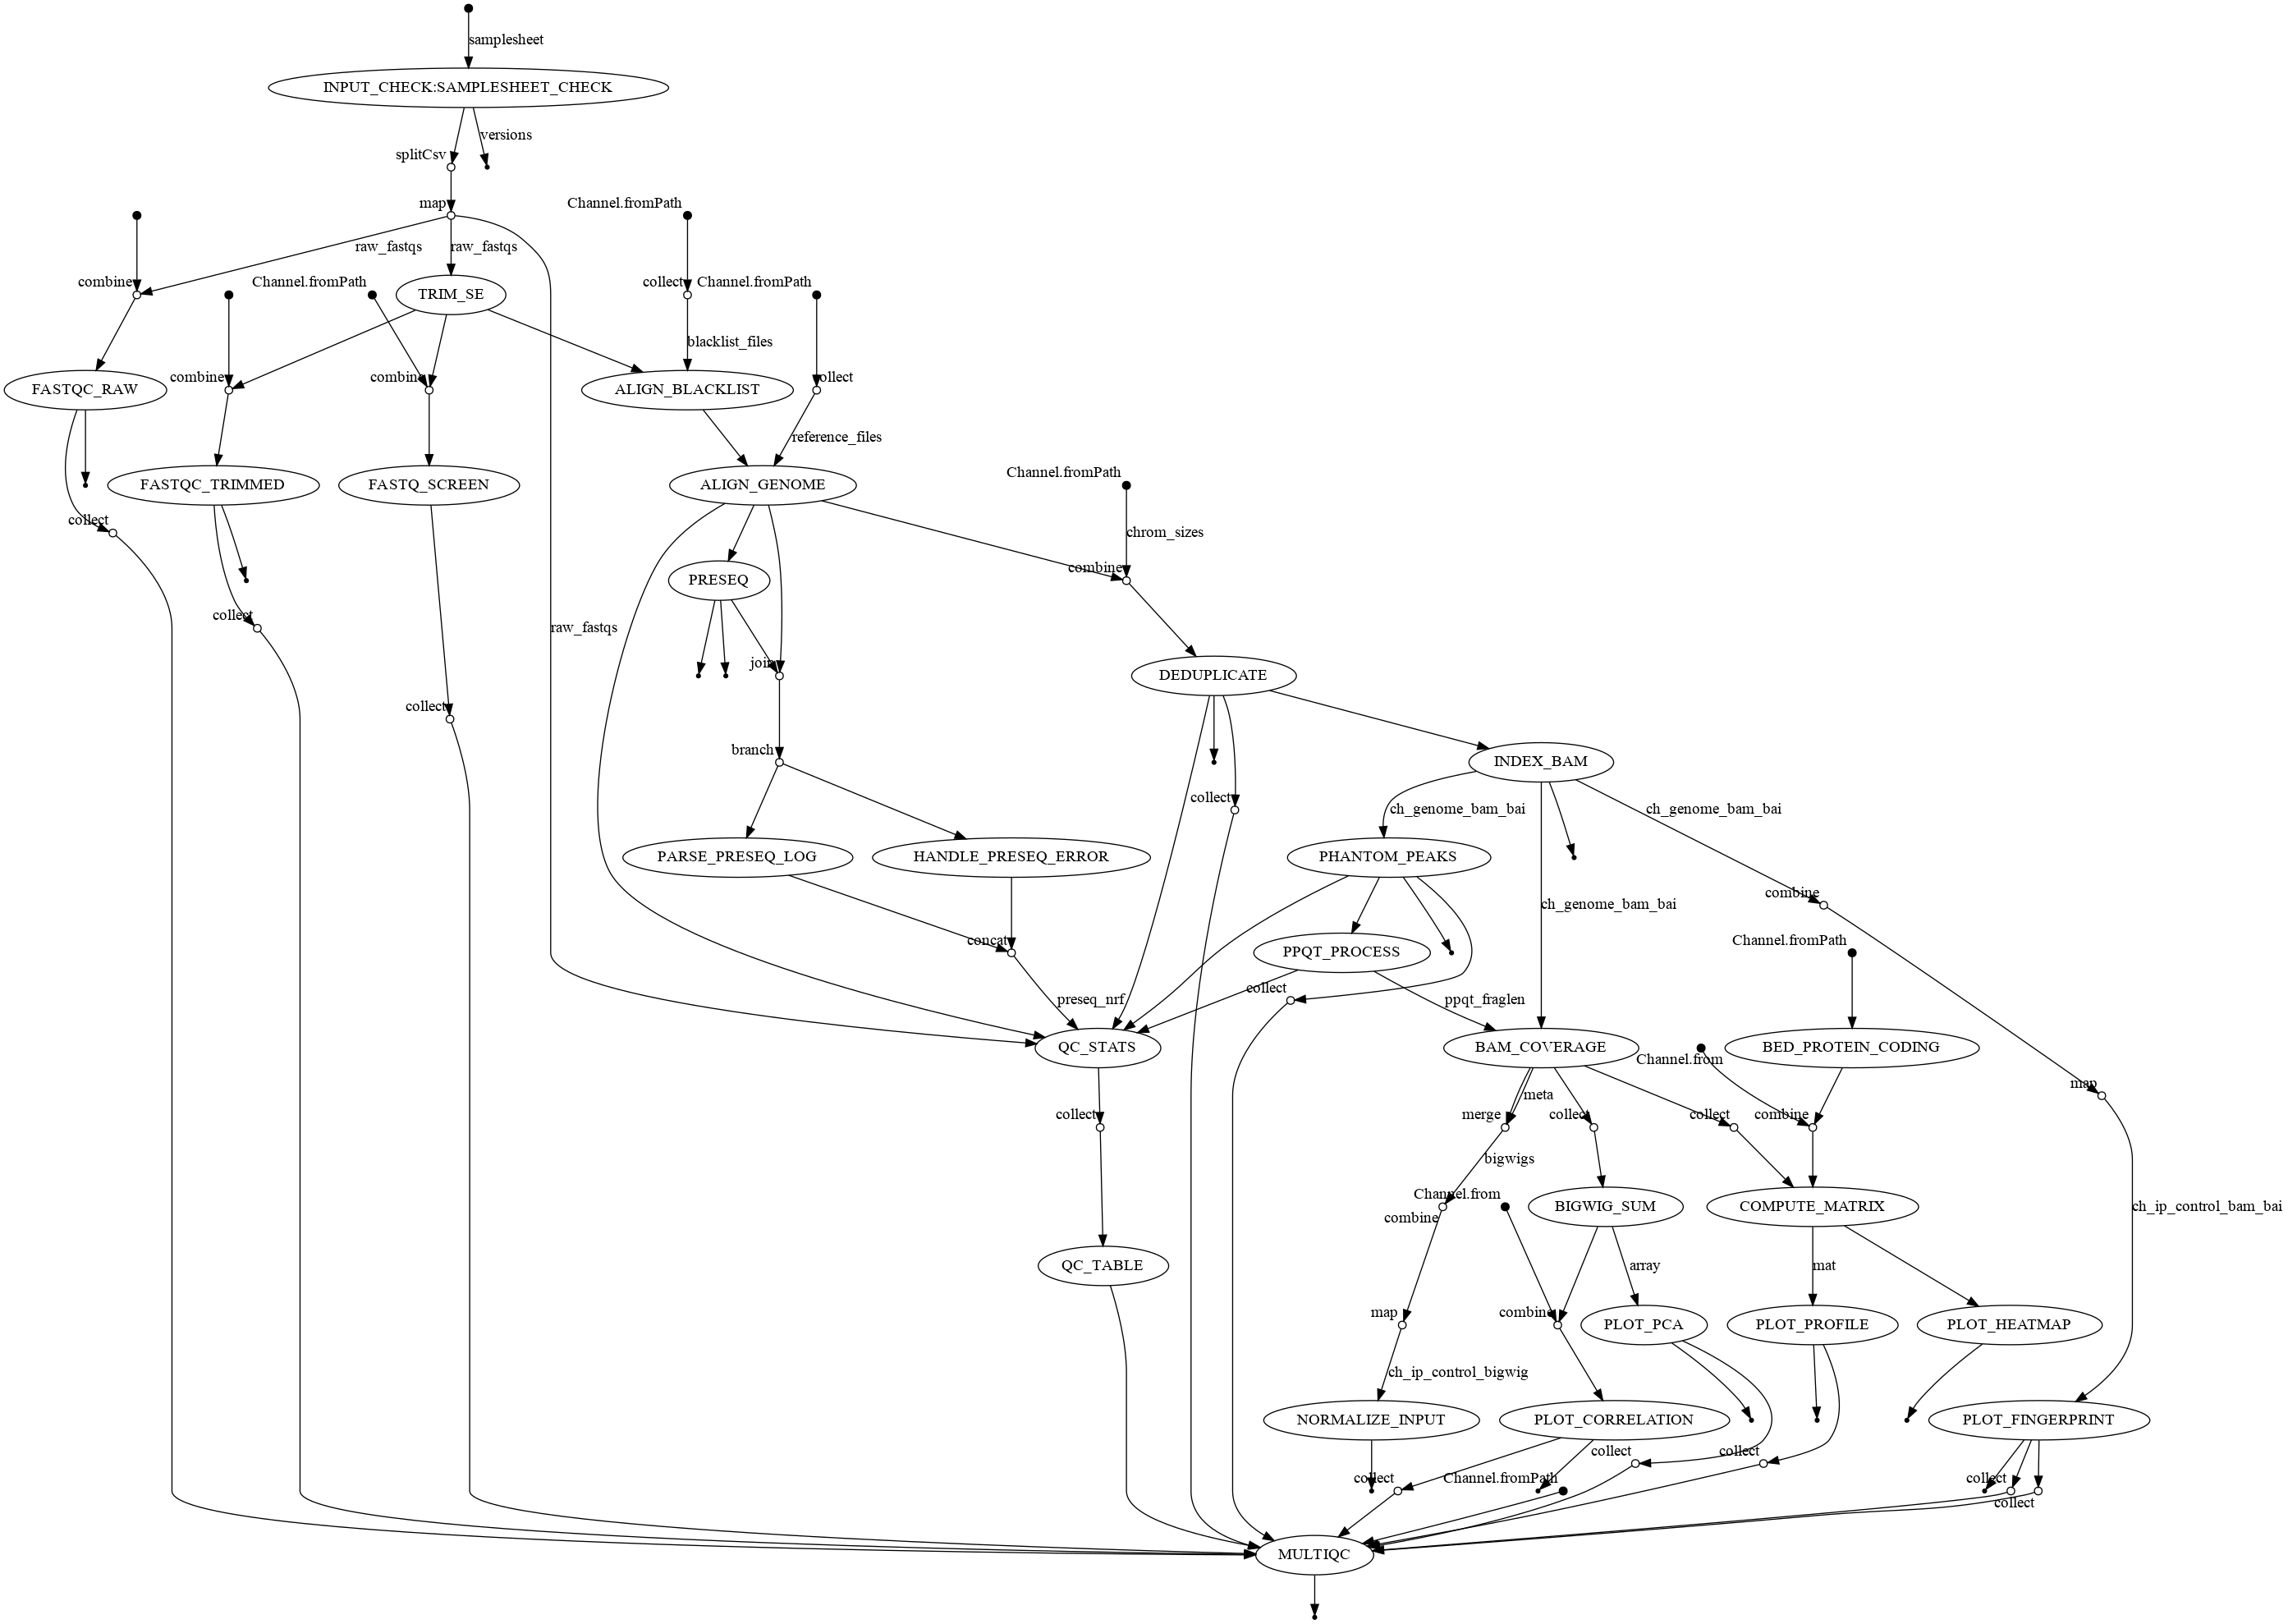 samplesheet
INPUT_CHECK:SAMPLESHEET_CHECK
versions
splitCsv
map
Channel.fromPath
raw_fastqs
raw_fastqs
combine
Channel.fromPath
TRIM_SE
collect
Channel.fromPath
blacklist_files
combine
combine
FASTQC_RAW
ALIGN_BLACKLIST
collect
reference_files
Channel.fromPath
FASTQC_TRIMMED
FASTQ_SCREEN
ALIGN_GENOME
collect
chrom_sizes
combine
PRESEQ
collect
raw_fastqs
join
DEDUPLICATE
collect
branch
INDEX_BAM
collect
ch_genome_bam_bai
ch_genome_bam_bai
PARSE_PRESEQ_LOG
HANDLE_PRESEQ_ERROR
PHANTOM_PEAKS
combine
ch_genome_bam_bai
concat
Channel.fromPath
PPQT_PROCESS
collect
preseq_nrf
ppqt_fraglen
QC_STATS
BAM_COVERAGE
Channel.from
BED_PROTEIN_CODING
map
meta
collect
merge
collect
collect
combine
bigwigs
Channel.from
combine
BIGWIG_SUM
COMPUTE_MATRIX
ch_ip_control_bam_bai
QC_TABLE
array
mat
map
combine
PLOT_PCA
PLOT_PROFILE
PLOT_HEATMAP
ch_ip_control_bigwig
NORMALIZE_INPUT
PLOT_CORRELATION
PLOT_FINGERPRINT
collect
collect
collect
Channel.fromPath
collect
collect
MULTIQC